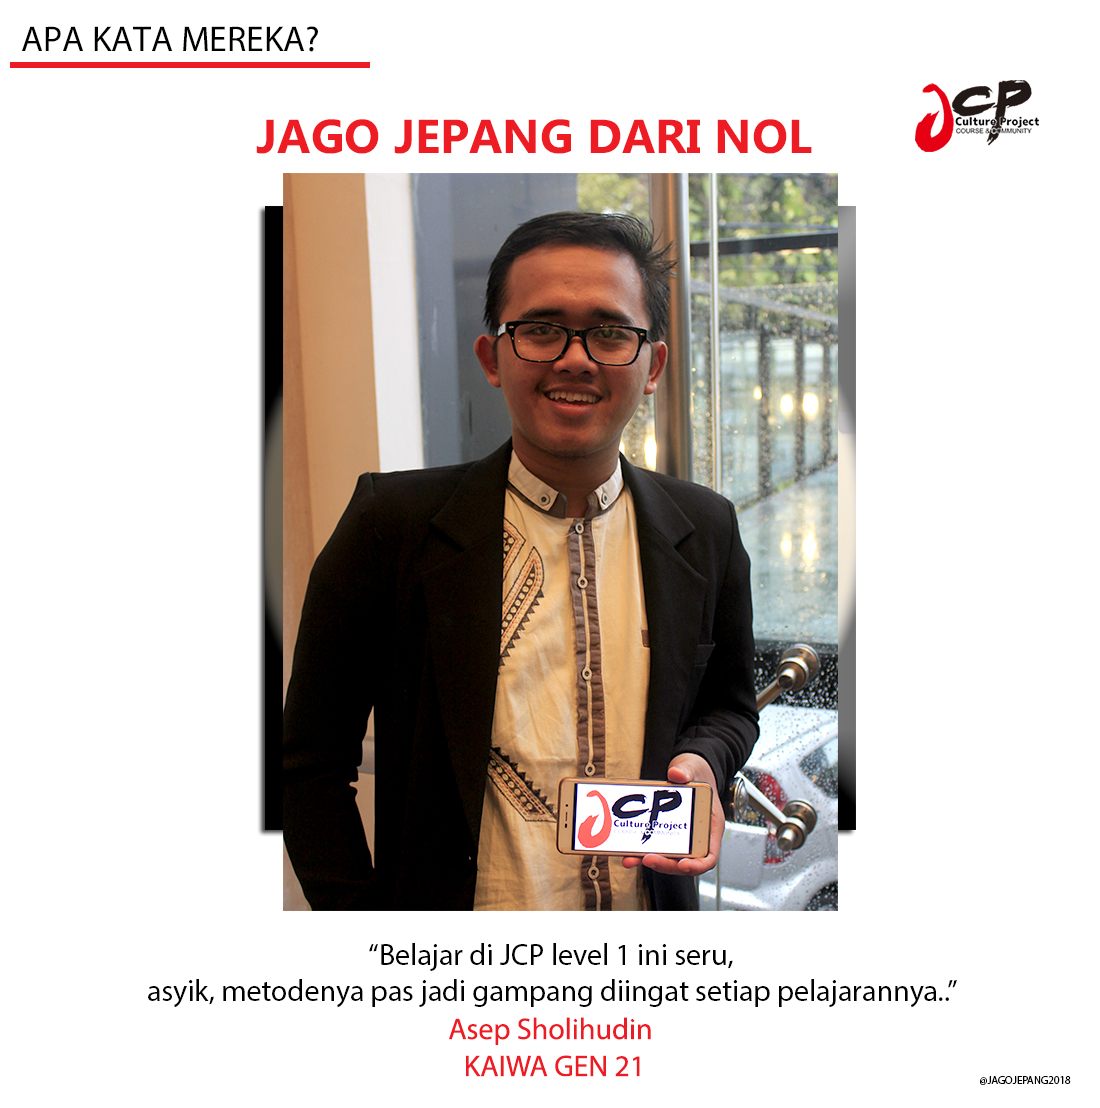 APA KATA MEREKA?
JCP
Culture Project
COURSE & COMMUNITY
JAGO JEPANG DARI NOL
JCP
Culture Project
“Belajar di JCP level 1 ini seru,
asyik, metodenya pas jadi gampang diingat setiap pelajarannya..”
Asep Sholihudin
KAIWA GEN 21
@JAGOJEPANG2018